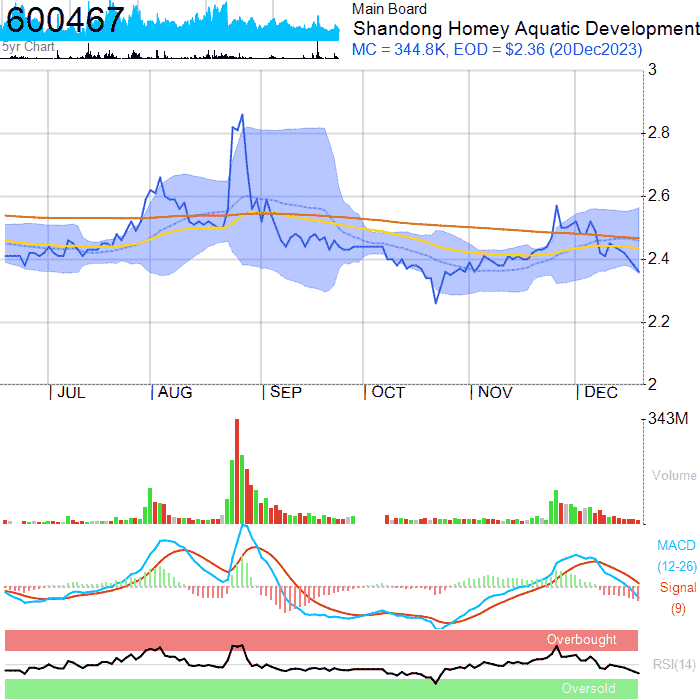 600467
5yr Chart
Main Board
Shandong Homey Aquatic Development
MC = 344.8K, EOD = $2.36 (20Dec2023)
3
2.8
2.6
2.4
2.2
2
JUL AUG SEP OCT NOV DEC
343M
Volume
MACD
(12-26)
Signal
(9)
Overbought
RSI(14)
Oversold